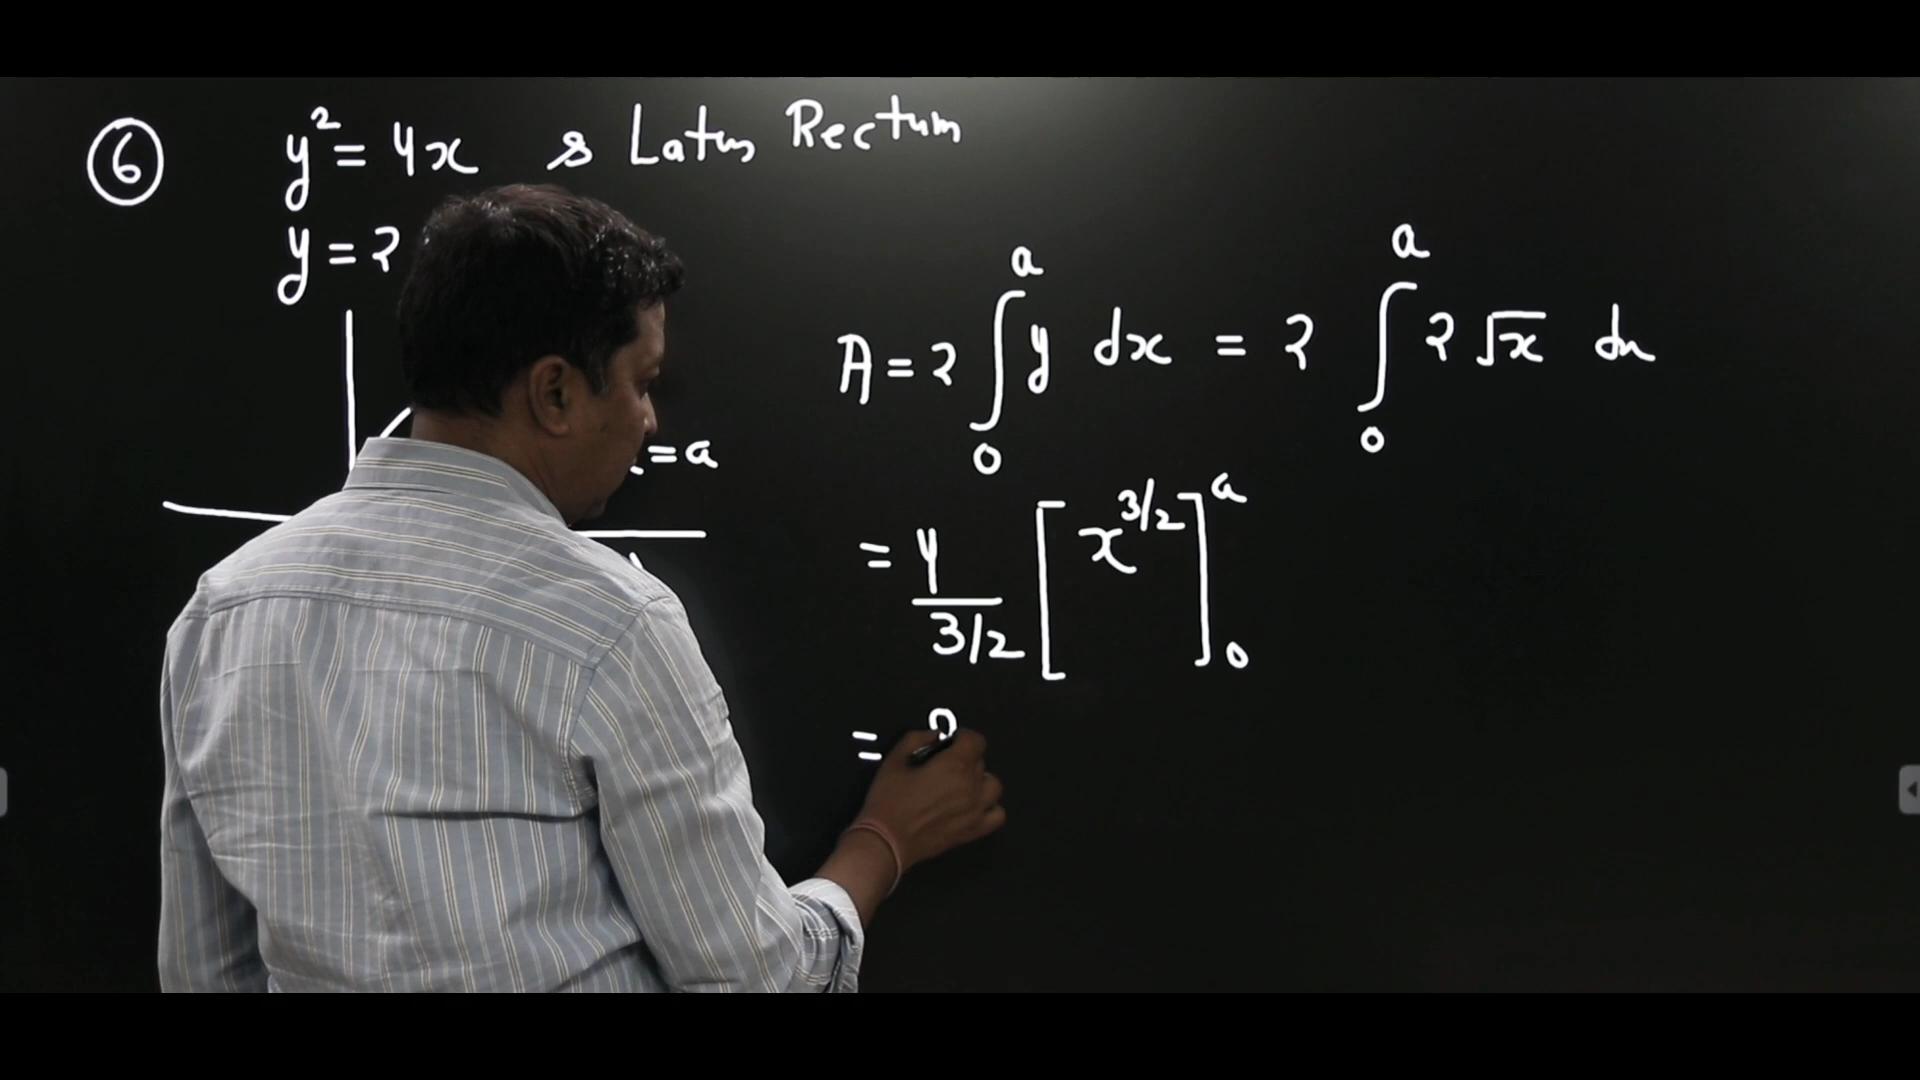 ⑥ y² = 4x & Latus Rectum
y = 2
x = a
A = 2 ∫₀ᵃ y dx = 2 ∫₀ᵃ 2 √x dx
= 4/(3/2) [ x^(3/2) ]₀ᵃ
= 8